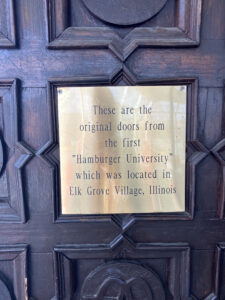 These are the
original doors from
the first
"Hamburger University"
which was located in
Elk Grove Village, Illinois